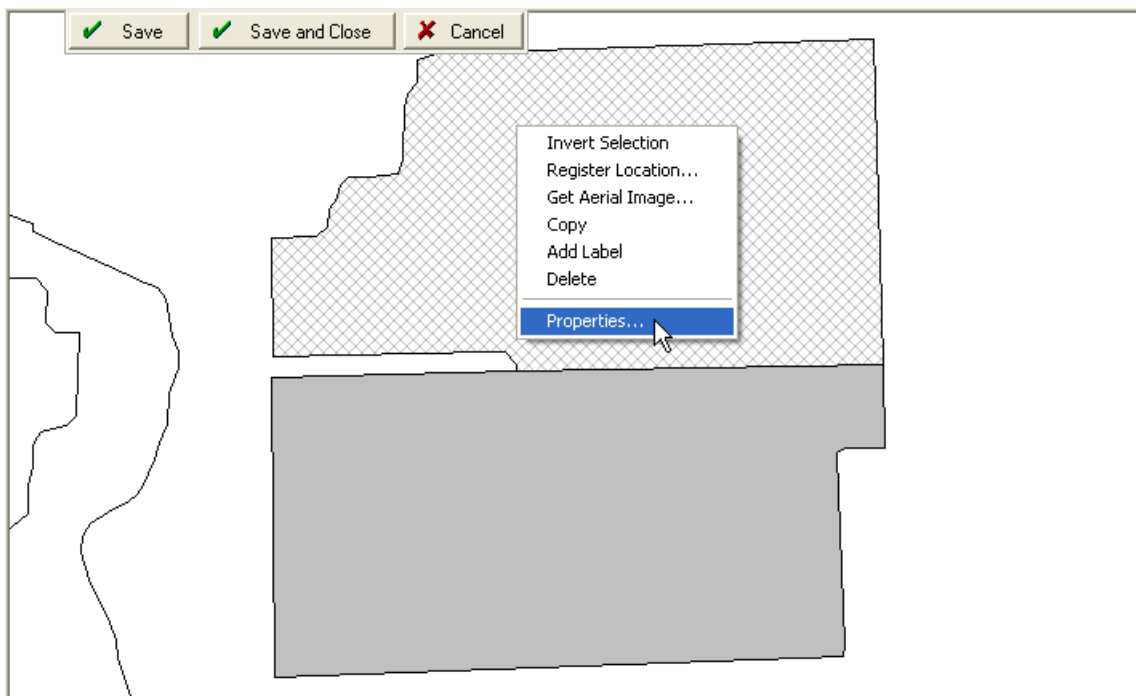 Save Save and Close Cancel
Invert Selection
Register Location...
Get Aerial Image...
Copy
Add Label
Delete
Properties...